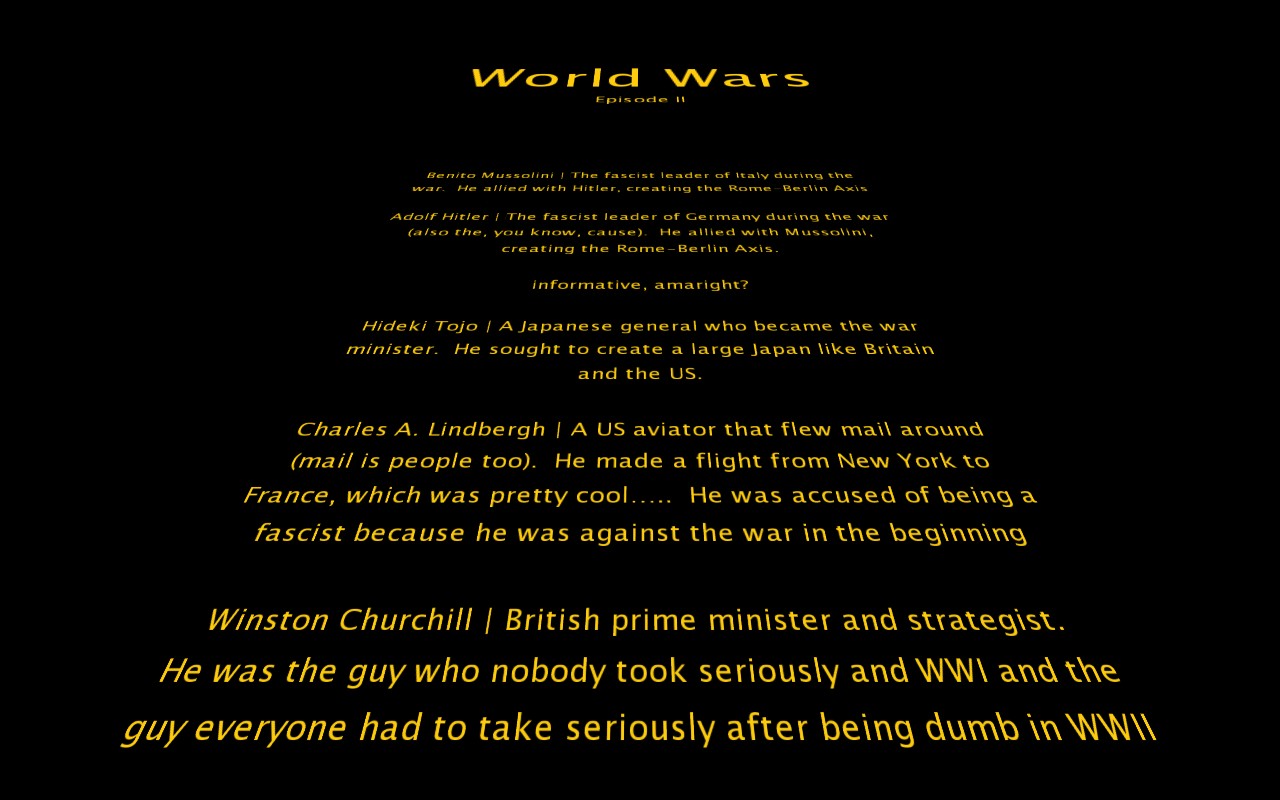 World Wars
Episode II
Benito Mussolini | The fascist leader of Italy during the
war.  He allied with Hitler, creating the Rome-Berlin Axis
Adolf Hitler | The fascist leader of Germany during the war
(also the, you know, cause).  He allied with Mussolini,
creating the Rome-Berlin Axis.
informative, amaright?
Hideki Tojo | A Japanese general who became the war
minister.  He sought to create a large Japan like Britain
and the US.
Charles A. Lindbergh | A US aviator that flew mail around
(mail is people too).  He made a flight from New York to
France, which was pretty cool.....  He was accused of being a
fascist because he was against the war in the beginning
Winston Churchill | British prime minister and strategist.
He was the guy who nobody took seriously and WWI and the
guy everyone had to take seriously after being dumb in WWII